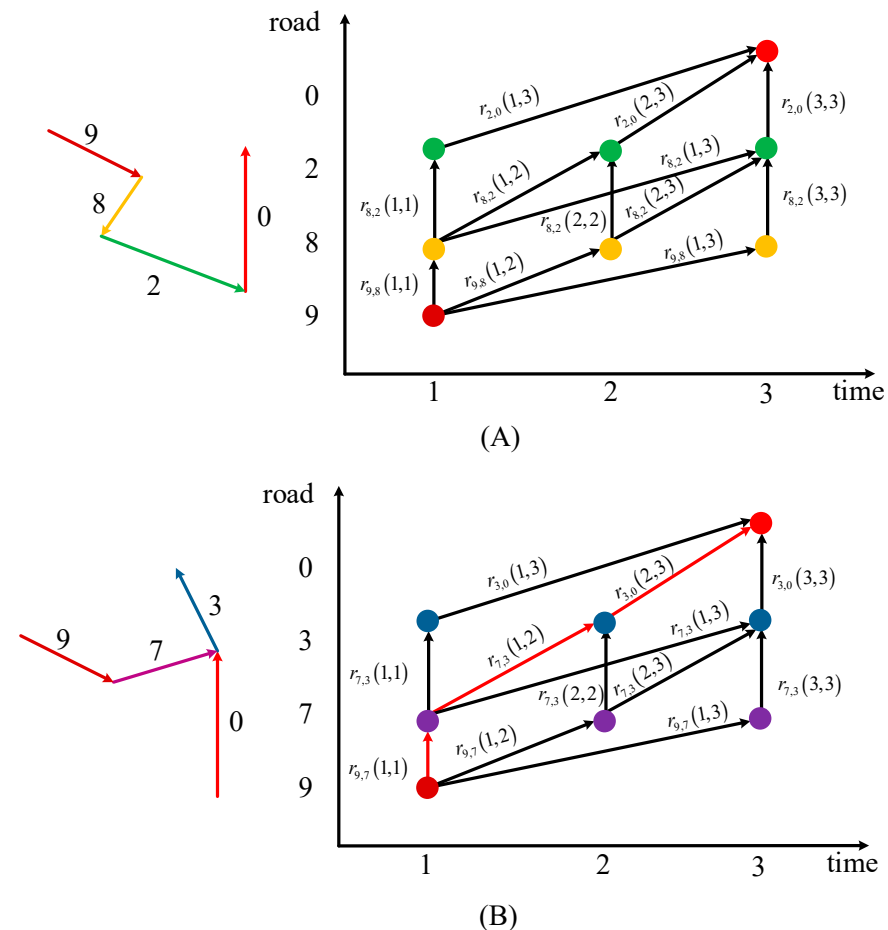 road
0
2
8
9
9
8
2
0
r2,0(1,3)
r2,0(2,3)
r2,0(3,3)
r8,2(1,1)
r8,2(1,2)
r8,2(1,3)
r8,2(2,2)
r8,2(2,3)
r8,2(3,3)
r9,8(1,1)
r9,8(1,2)
r9,8(1,3)
1 2 3 time
(A)
road
0
3
7
9
9
7
3
0
r3,0(1,3)
r3,0(2,3)
r3,0(3,3)
r7,3(1,1)
r7,3(1,2)
r7,3(1,3)
r7,3(2,2)
r7,3(2,3)
r7,3(3,3)
r9,7(1,1)
r9,7(1,2)
r9,7(1,3)
1 2 3 time
(B)